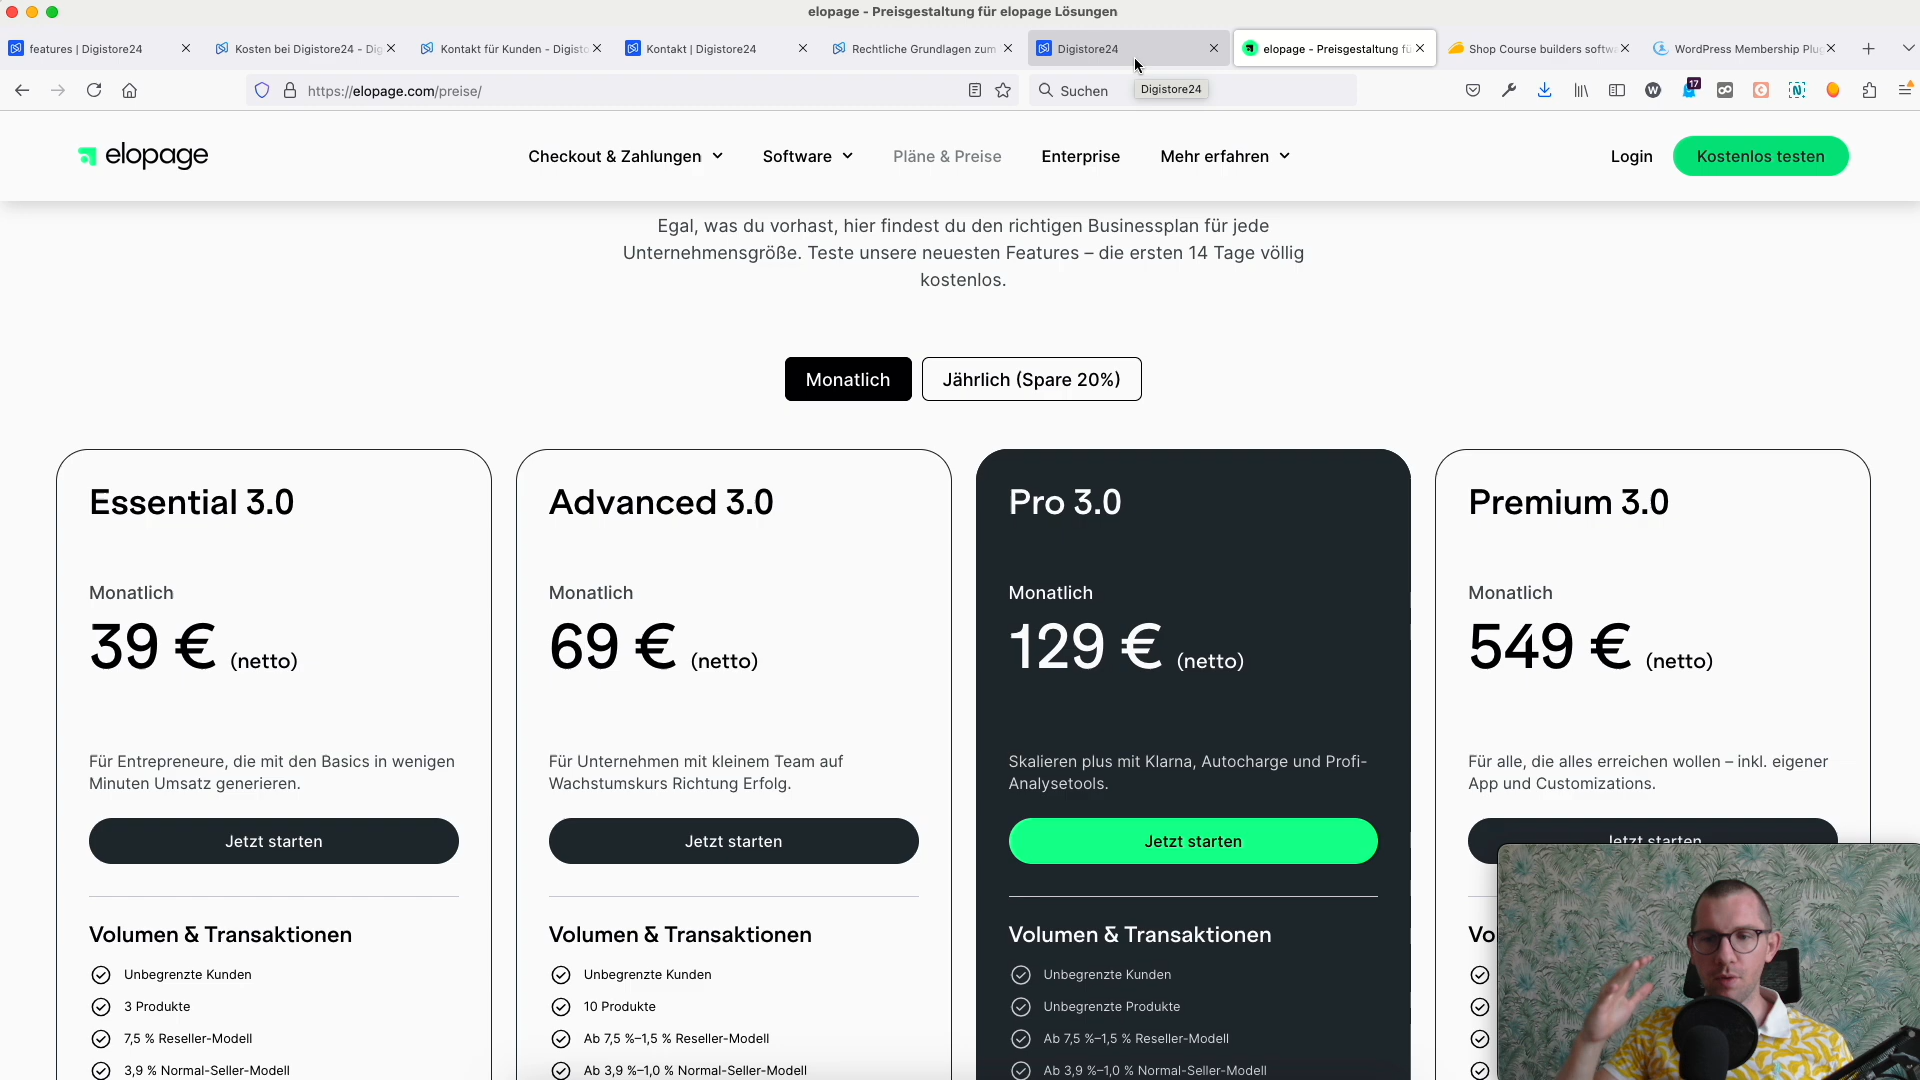 elopage - Preisgestaltung für elopage Lösungen
features | Digistore24
Kosten bei Digistore24 - Dig
Kontakt für Kunden - Digisto
Kontakt | Digistore24
Rechtliche Grundlagen zum
Digistore24
elopage - Preisgestaltung fü
Shop Course builders softwa
WordPress Membership Plug
https://elopage.com/preise/
Suchen
Digistore24
17
elopage
Checkout & Zahlungen
Software
Pläne & Preise
Enterprise
Mehr erfahren
Login
Kostenlos testen
Egal, was du vorhast, hier findest du den richtigen Businessplan für jede
Unternehmensgröße. Teste unsere neuesten Features – die ersten 14 Tage völlig
kostenlos.
Monatlich
Jährlich (Spare 20%)
Essential 3.0
Monatlich
39 € (netto)
Für Entrepreneure, die mit den Basics in wenigen
Minuten Umsatz generieren.
Jetzt starten
Volumen & Transaktionen
Unbegrenzte Kunden
3 Produkte
7,5 % Reseller-Modell
3,9 % Normal-Seller-Modell
Advanced 3.0
Monatlich
69 € (netto)
Für Unternehmen mit kleinem Team auf
Wachstumskurs Richtung Erfolg.
Jetzt starten
Volumen & Transaktionen
Unbegrenzte Kunden
10 Produkte
Ab 7,5 %–1,5 % Reseller-Modell
Ab 3,9 %–1,0 % Normal-Seller-Modell
Pro 3.0
Monatlich
129 € (netto)
Skalieren plus mit Klarna, Autocharge und Profi-
Analysetools.
Jetzt starten
Volumen & Transaktionen
Unbegrenzte Kunden
Unbegrenzte Produkte
Ab 7,5 %–1,5 % Reseller-Modell
Ab 3,9 %–1,0 % Normal-Seller-Modell
Premium 3.0
Monatlich
549 € (netto)
Für alle, die alles erreichen wollen – inkl. eigener
App und Customizations.
Jetzt starten
Vo